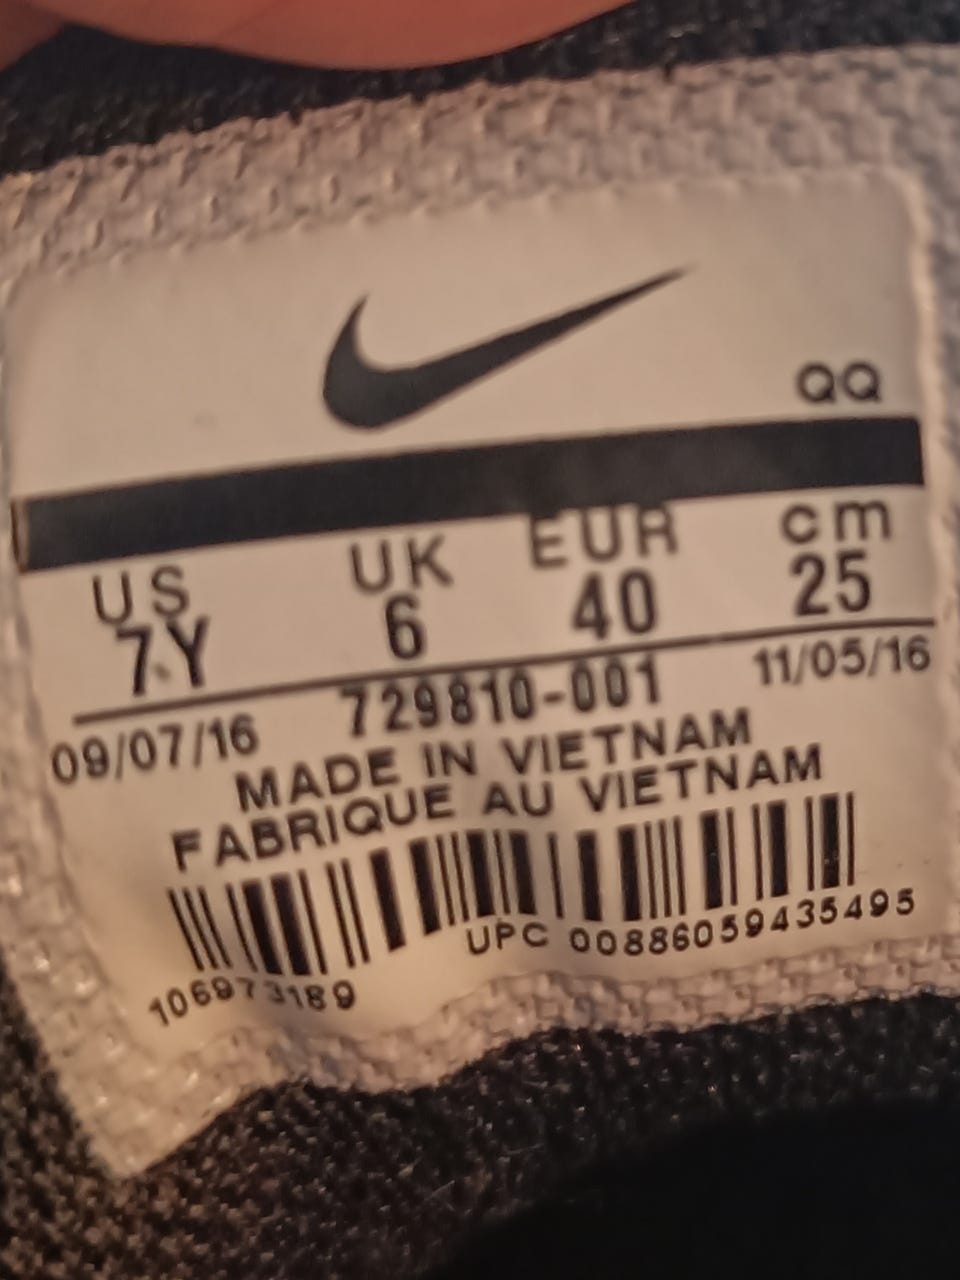 QQ
US UK EUR cm
7Y 6 40 25
09/07/16 729810-001 11/05/16
MADE IN VIETNAM
FABRIQUE AU VIETNAM
UPC 00886059435495
106973189